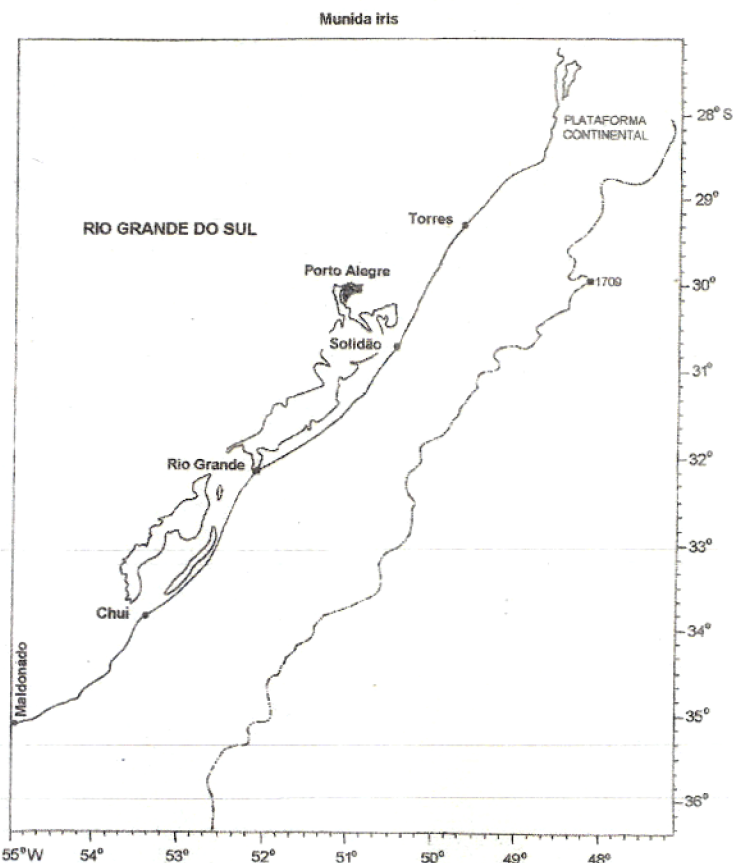 Munida iris
28° S
PLATAFORMA
CONTINENTAL
29°
Torres
RIO GRANDE DO SUL
Porto Alegre
1709
30°
Solidão
31°
32°
Rio Grande
33°
Chui
34°
Maldonado
35°
36°
55°W 54° 53° 52° 51° 50° 49° 48°